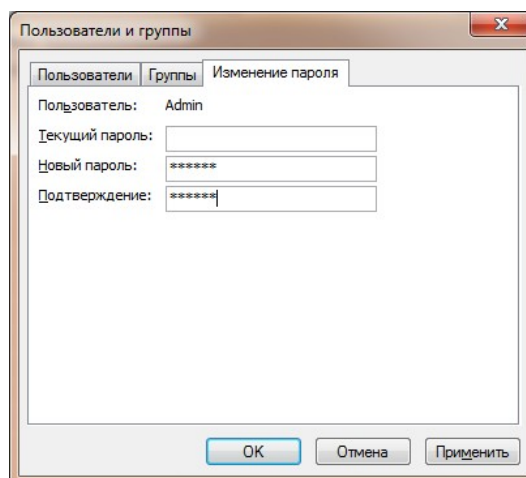 Пользователи и группы
Пользователи Группы Изменение пароля
Пользователь: Admin
Текущий пароль:
Новый пароль: ******
Подтверждение: ******
OK Отмена Применить